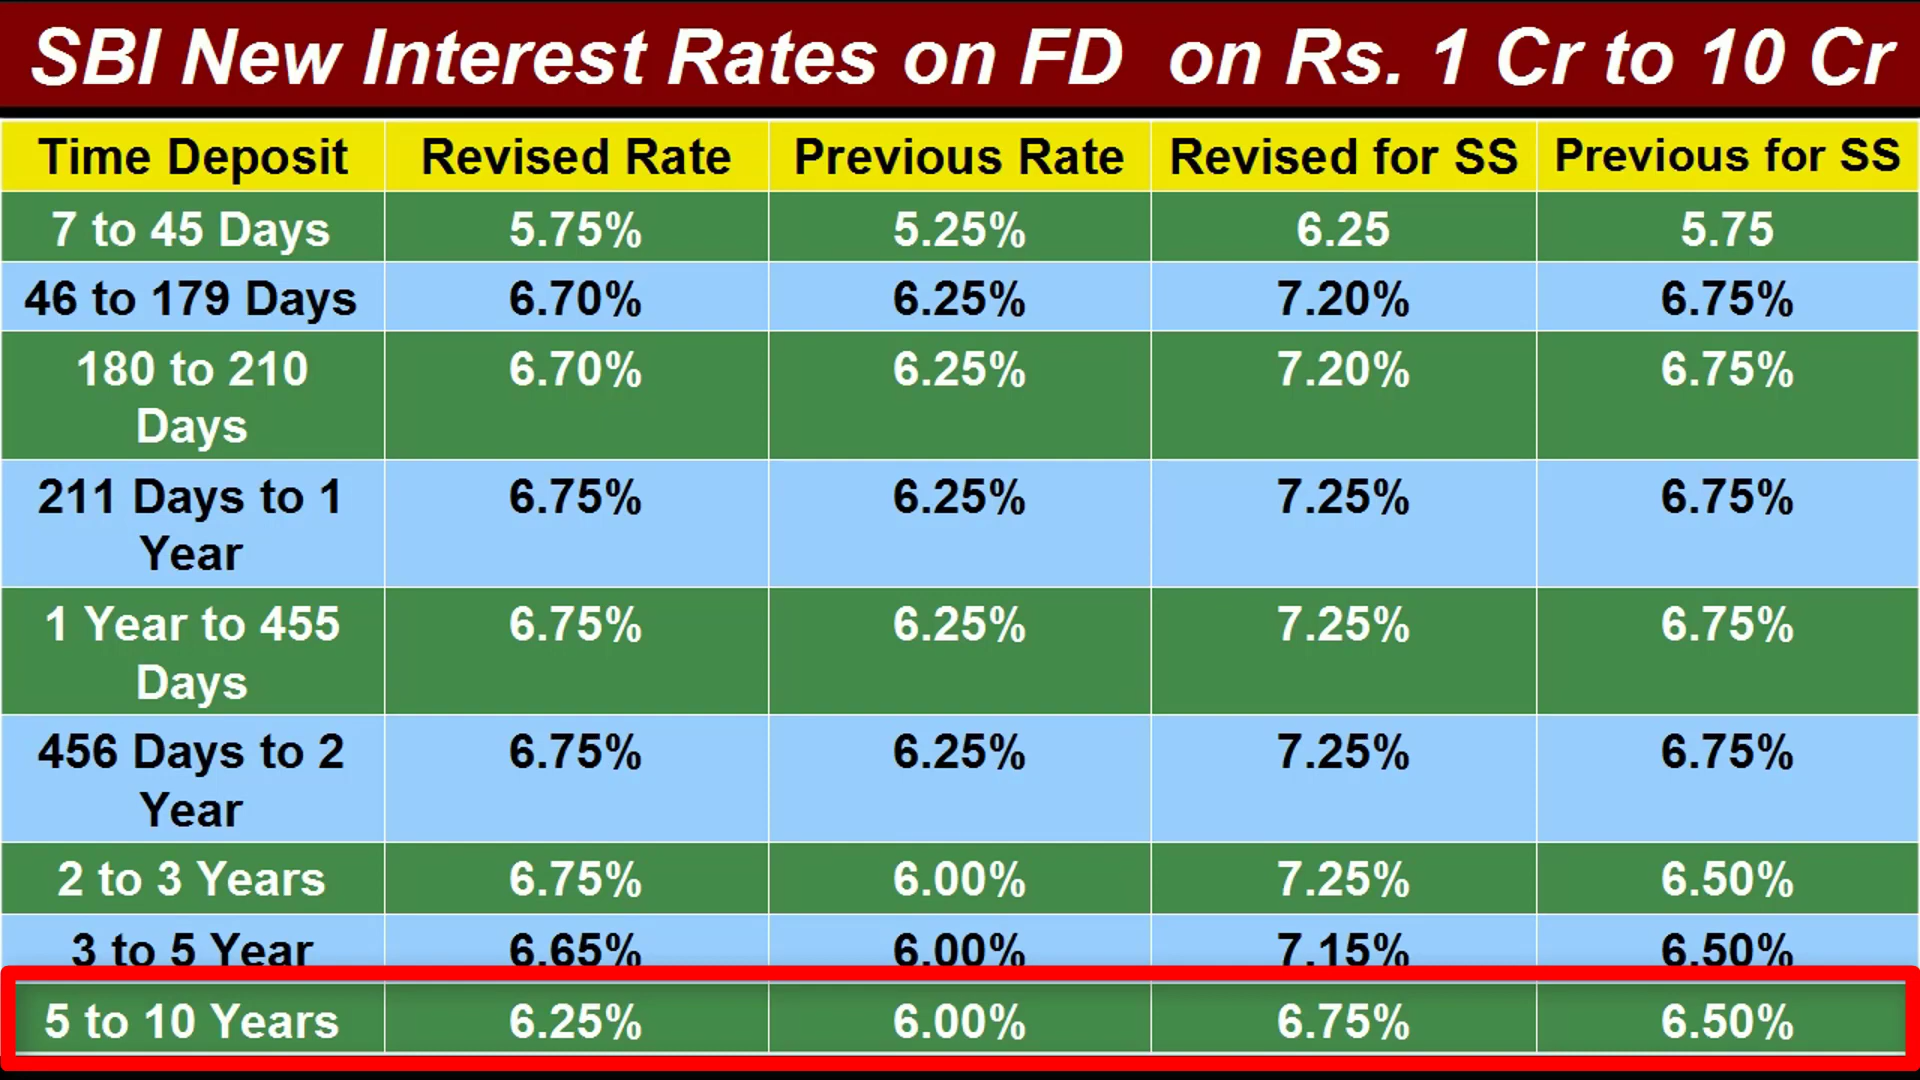 SBI New Interest Rates on FD on Rs. 1 Cr to 10 Cr
Time Deposit Revised Rate Previous Rate Revised for SS Previous for SS
7 to 45 Days 5.75% 5.25% 6.25 5.75
46 to 179 Days 6.70% 6.25% 7.20% 6.75%
180 to 210 6.70% 6.25% 7.20% 6.75%
Days
211 Days to 1 6.75% 6.25% 7.25% 6.75%
Year
1 Year to 455 6.75% 6.25% 7.25% 6.75%
Days
456 Days to 2 6.75% 6.25% 7.25% 6.75%
Year
2 to 3 Years 6.75% 6.00% 7.25% 6.50%
3 to 5 Year 6.65% 6.00% 7.15% 6.50%
5 to 10 Years 6.25% 6.00% 6.75% 6.50%